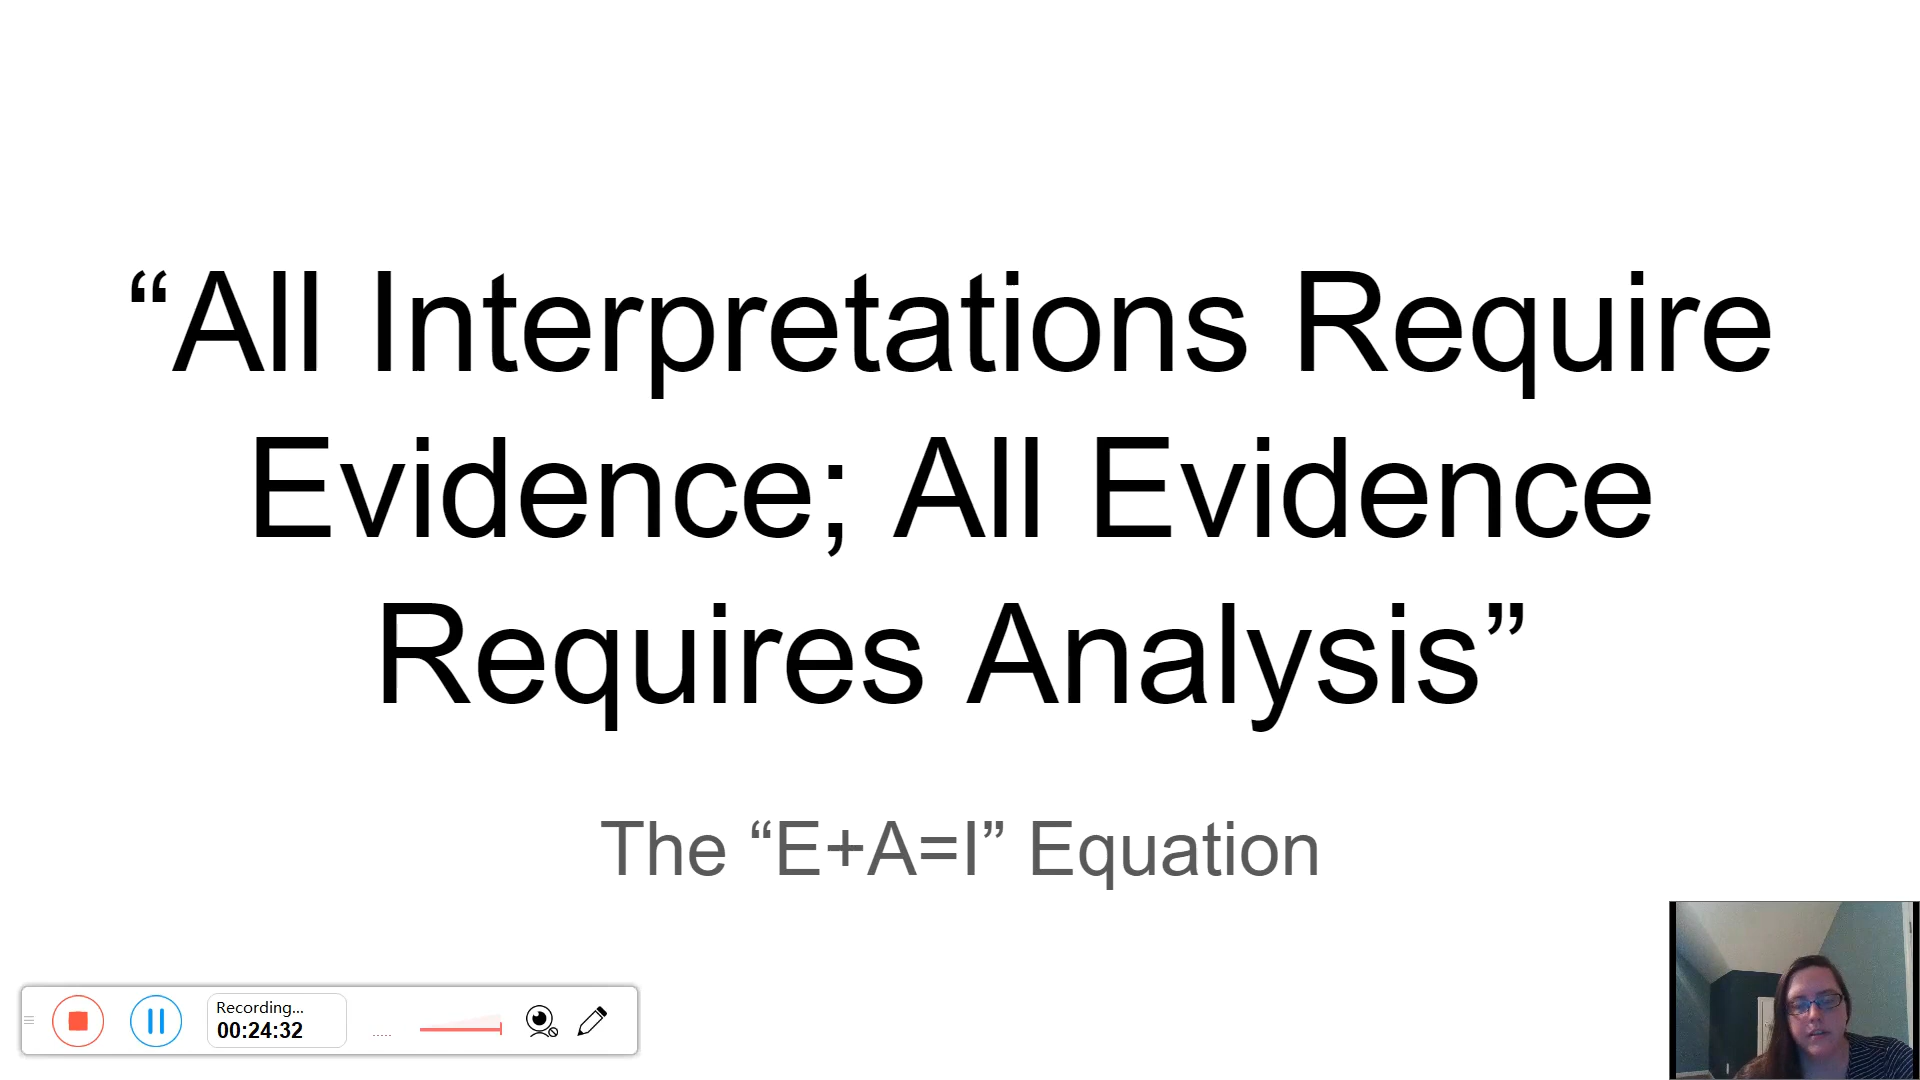 “All Interpretations Require
Evidence; All Evidence
Requires Analysis”
The “E+A=I” Equation
Recording...
00:24:32